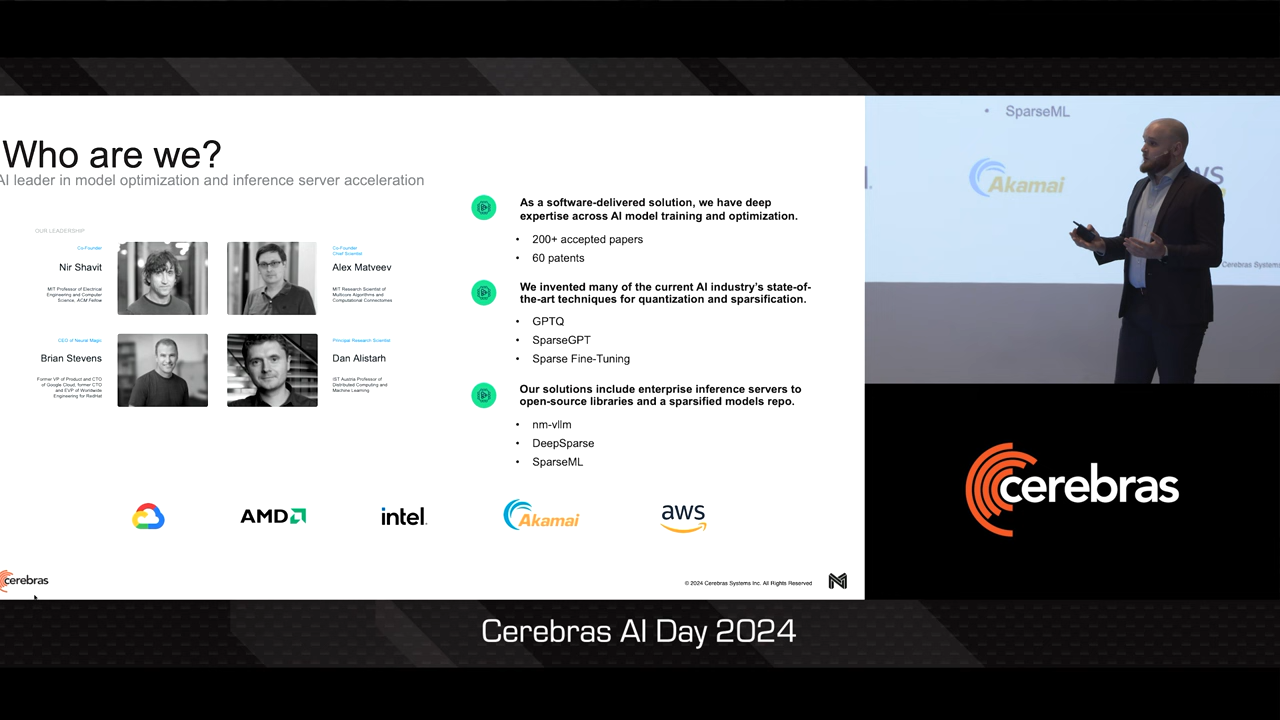 Who are we?
AI leader in model optimization and inference server acceleration
OUR LEADERSHIP
Co-Founder
Nir Shavit
MIT Professor of Electrical
Engineering and Computer
Science, ACM Fellow
Co-Founder
Chief Scientist
Alex Matveev
MIT Research Scientist of
Multicore Algorithms and
Computational Connectomes
CEO of Neural Magic
Brian Stevens
Former VP of Product and CTO
of Google Cloud, former CTO
and EVP of Worldwide
Engineering for RedHat
Principal Research Scientist
Dan Alistarh
IST Austria Professor of
Distributed Computing and
Machine Learning
As a software-delivered solution, we have deep
expertise across AI model training and optimization.
• 200+ accepted papers
• 60 patents
We invented many of the current AI industry's state-of-
the-art techniques for quantization and sparsification.
• GPTQ
• SparseGPT
• Sparse Fine-Tuning
Our solutions include enterprise inference servers to
open-source libraries and a sparsified models repo.
• nm-vllm
• DeepSparse
• SparseML
AMD
intel.
Akamai
aws
cerebras
© 2024 Cerebras Systems Inc. All Rights Reserved
• SparseML
Akamai
ws
Cerebras Systems
cerebras
Cerebras AI Day 2024